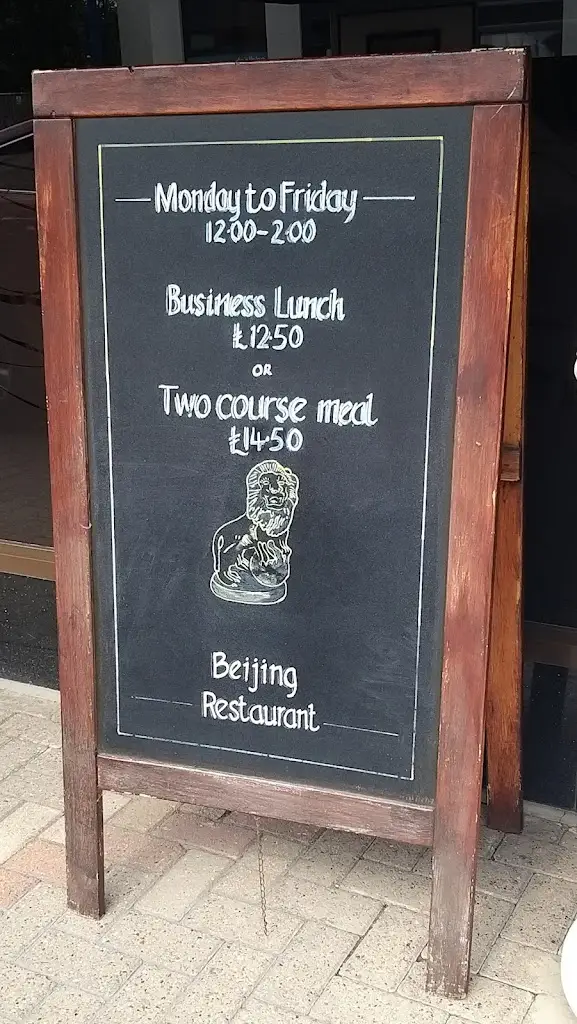 Monday to Friday
12·00-2·00
Business Lunch
£12·50
OR
Two course meal
£14·50
Beijing
Restaurant